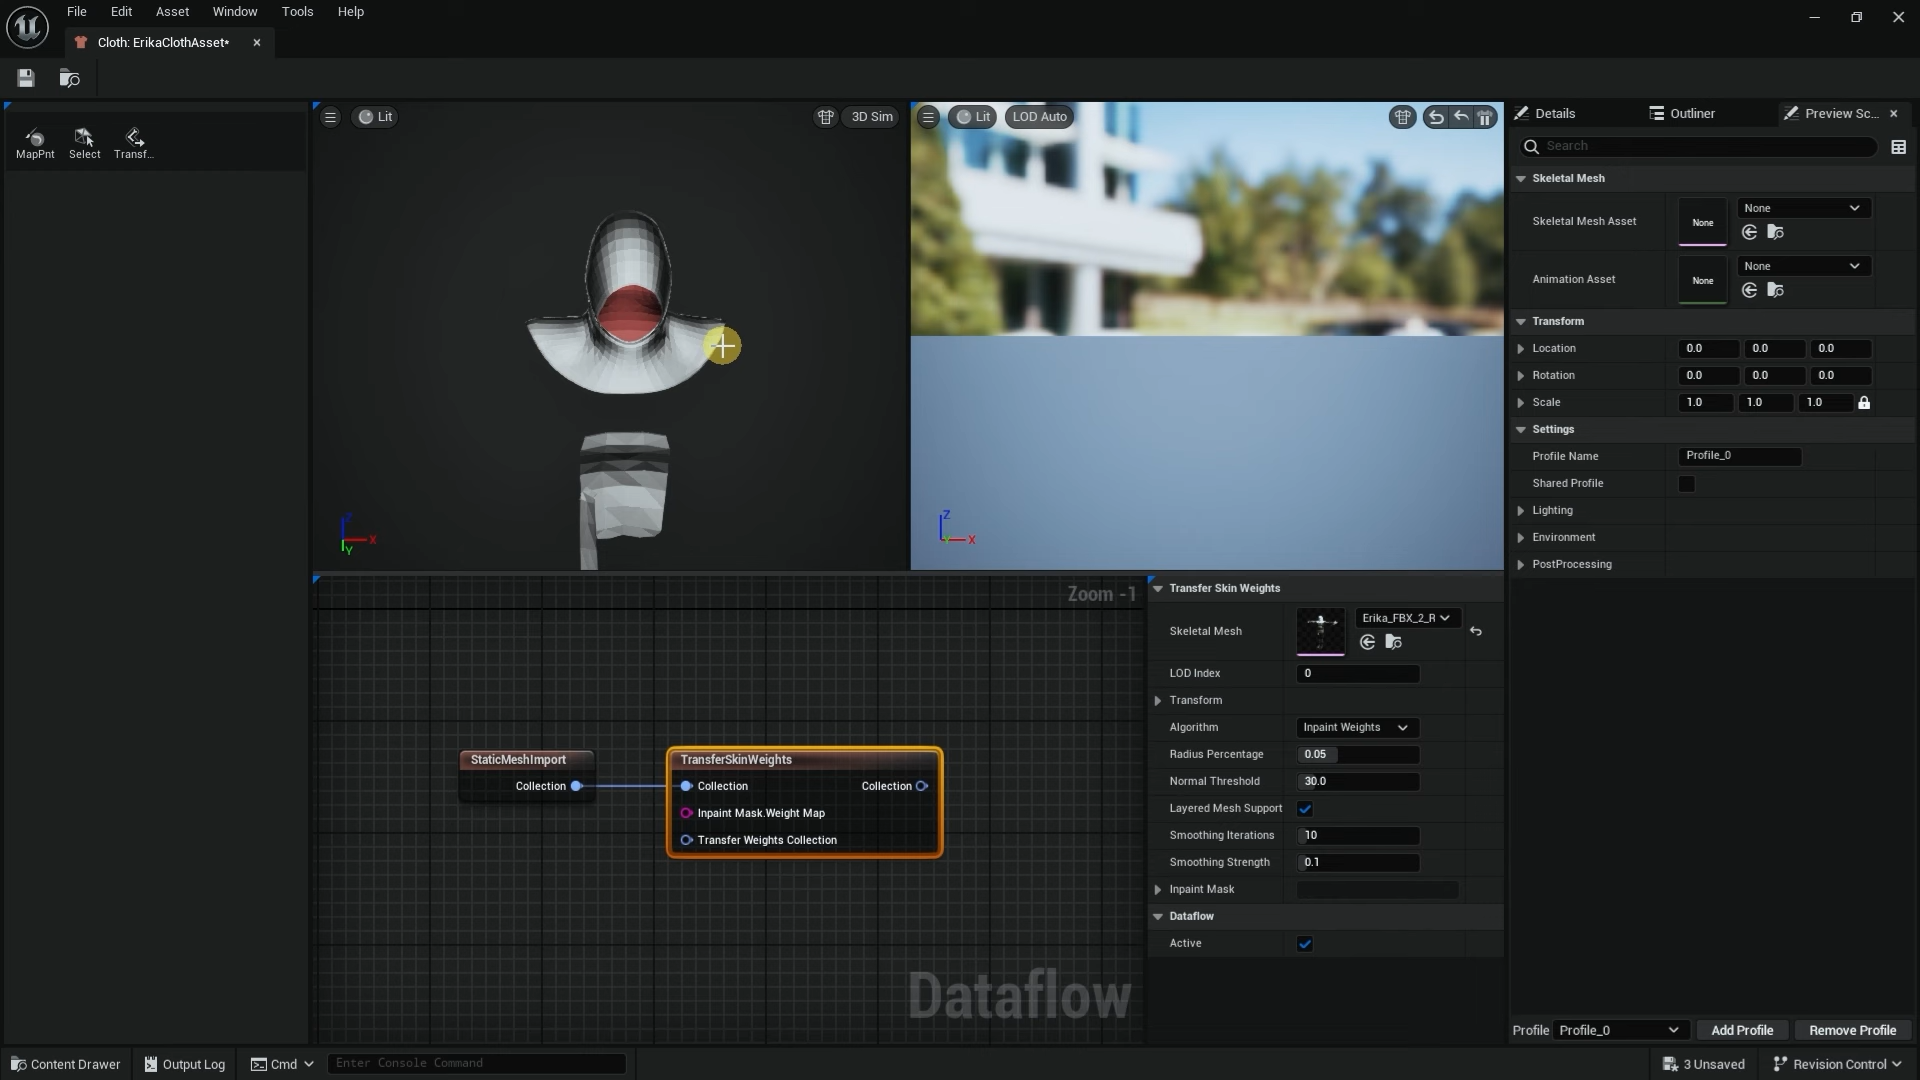 File
Edit
Asset
Window
Tools
Help
Cloth: ErikaClothAsset*
MapPnt
Select
Transf...
Lit
3D Sim
Lit
LOD Auto
Z
X
Y
Z
X
Y
Details
Outliner
Preview Sc...
Search
Skeletal Mesh
Skeletal Mesh Asset
None
None
Animation Asset
None
None
Transform
Location
0.0
0.0
0.0
Rotation
0.0
0.0
0.0
Scale
1.0
1.0
1.0
Settings
Profile Name
Profile_0
Shared Profile
Lighting
Environment
PostProcessing
Zoom -1
StaticMeshImport
Collection
TransferSkinWeights
Collection
Collection
Inpaint Mask.Weight Map
Transfer Weights Collection
Dataflow
Transfer Skin Weights
Skeletal Mesh
Erika_FBX_2_R
LOD Index
0
Transform
Algorithm
Inpaint Weights
Radius Percentage
0.05
Normal Threshold
30.0
Layered Mesh Support
Smoothing Iterations
10
Smoothing Strength
0.1
Inpaint Mask
Dataflow
Active
Profile
Profile_0
Add Profile
Remove Profile
Content Drawer
Output Log
Cmd
Enter Console Command
3 Unsaved
Revision Control